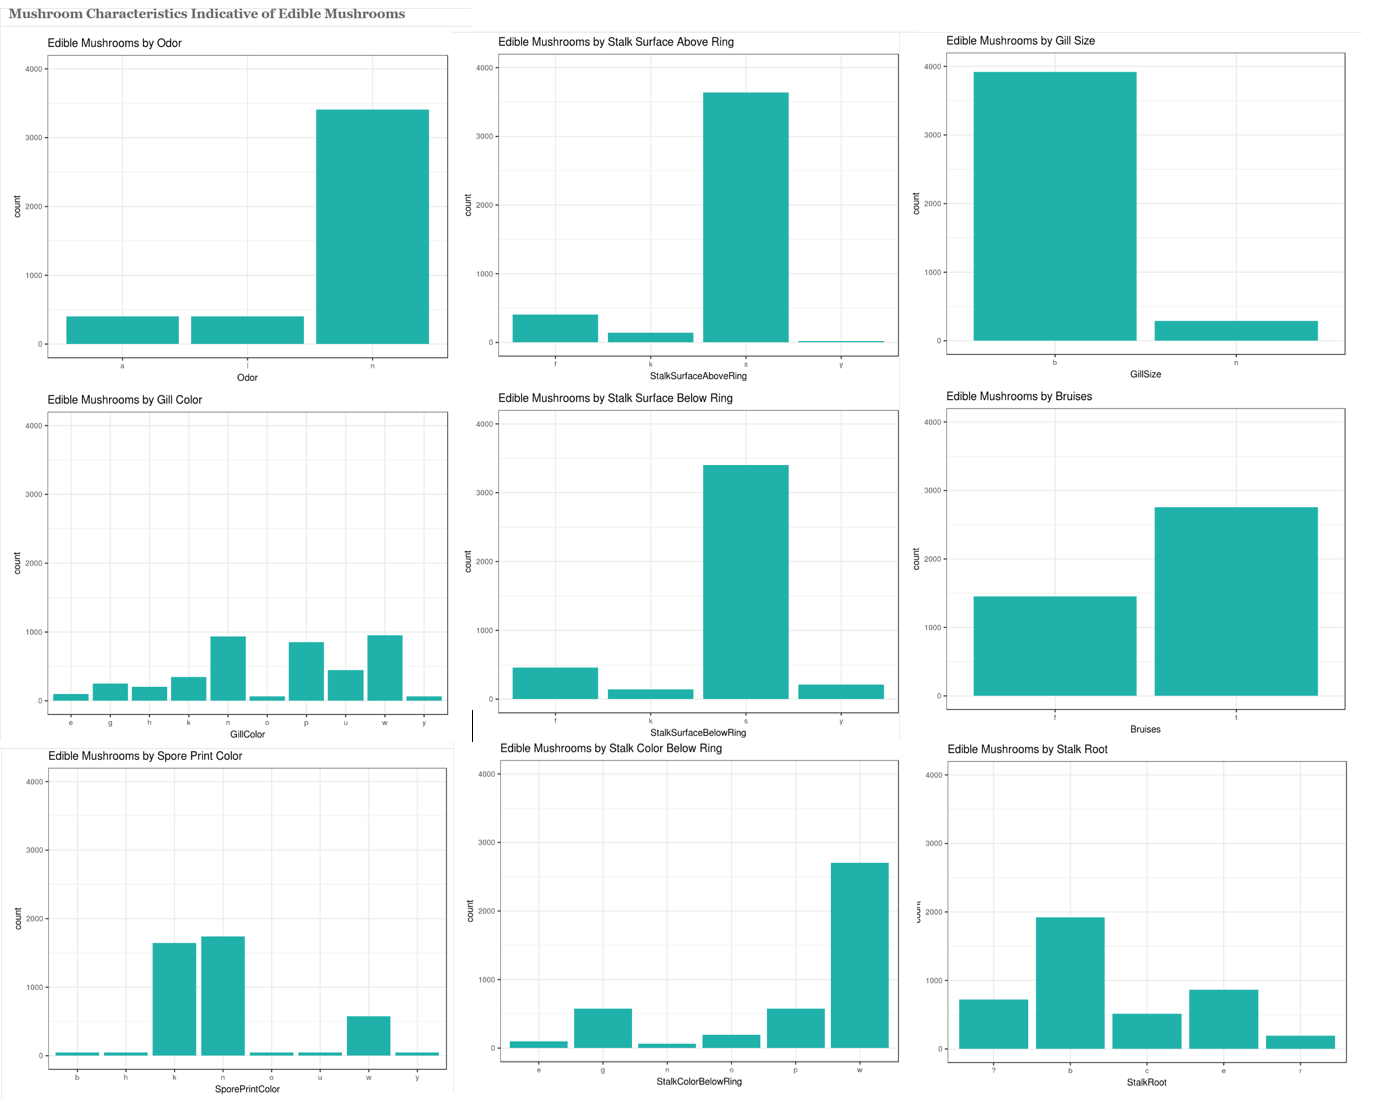 Mushroom Characteristics Indicative of Edible Mushrooms
Edible Mushrooms by Odor
4000
3000
2000
1000
0
count
a l n
Odor
Edible Mushrooms by Stalk Surface Above Ring
4000
3000
2000
1000
0
count
f k s y
StalkSurfaceAboveRing
Edible Mushrooms by Gill Size
4000
3000
2000
1000
0
count
b n
GillSize
Edible Mushrooms by Gill Color
4000
3000
2000
1000
0
count
e g h k n o p u w y
GillColor
Edible Mushrooms by Stalk Surface Below Ring
4000
3000
2000
1000
0
count
f k s y
StalkSurfaceBelowRing
Edible Mushrooms by Bruises
4000
3000
2000
1000
0
count
f t
Bruises
Edible Mushrooms by Spore Print Color
4000
3000
2000
1000
0
count
b h k n o u w y
SporePrintColor
Edible Mushrooms by Stalk Color Below Ring
4000
3000
2000
1000
0
count
e g n o p w
StalkColorBelowRing
Edible Mushrooms by Stalk Root
4000
3000
2000
1000
0
count
? b c e r
StalkRoot